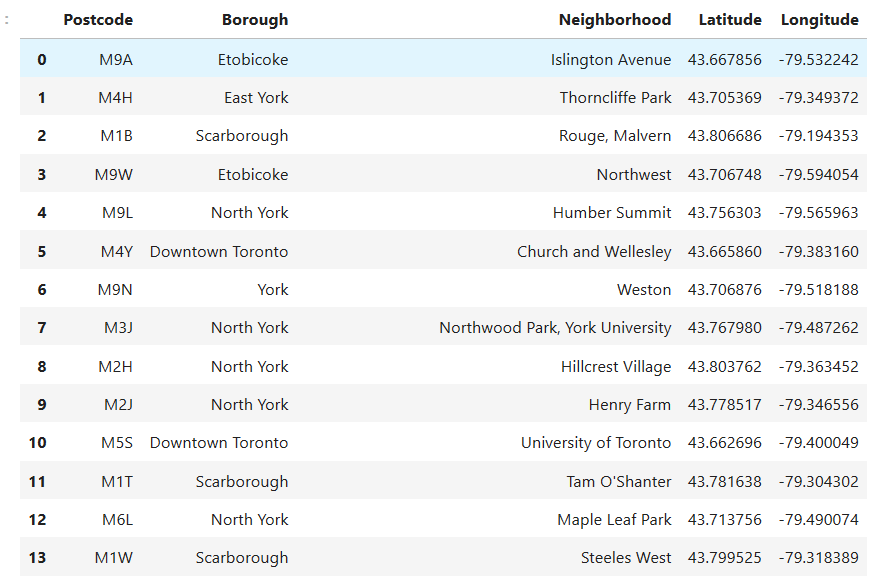 : Postcode Borough Neighborhood Latitude Longitude
0 M9A Etobicoke Islington Avenue 43.667856 -79.532242
1 M4H East York Thorncliffe Park 43.705369 -79.349372
2 M1B Scarborough Rouge, Malvern 43.806686 -79.194353
3 M9W Etobicoke Northwest 43.706748 -79.594054
4 M9L North York Humber Summit 43.756303 -79.565963
5 M4Y Downtown Toronto Church and Wellesley 43.665860 -79.383160
6 M9N York Weston 43.706876 -79.518188
7 M3J North York Northwood Park, York University 43.767980 -79.487262
8 M2H North York Hillcrest Village 43.803762 -79.363452
9 M2J North York Henry Farm 43.778517 -79.346556
10 M5S Downtown Toronto University of Toronto 43.662696 -79.400049
11 M1T Scarborough Tam O'Shanter 43.781638 -79.304302
12 M6L North York Maple Leaf Park 43.713756 -79.490074
13 M1W Scarborough Steeles West 43.799525 -79.318389